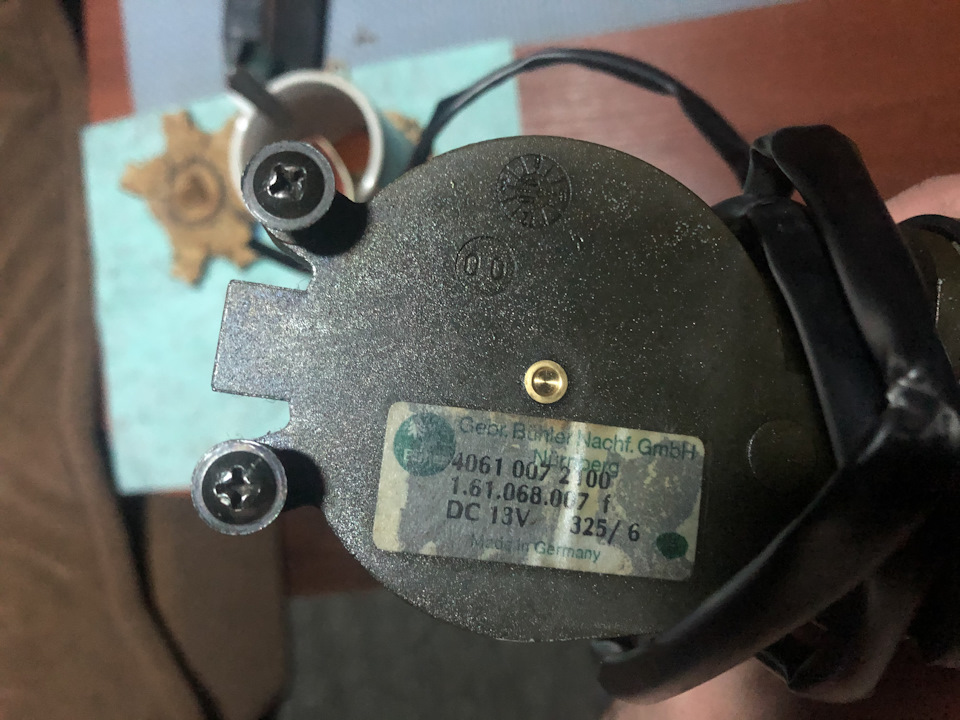 00
Gebr. Bühler Nachf. GmbH
Nürnberg
4061 007 2100
1.61.068.007 f
DC 13V 325/6
Made in Germany